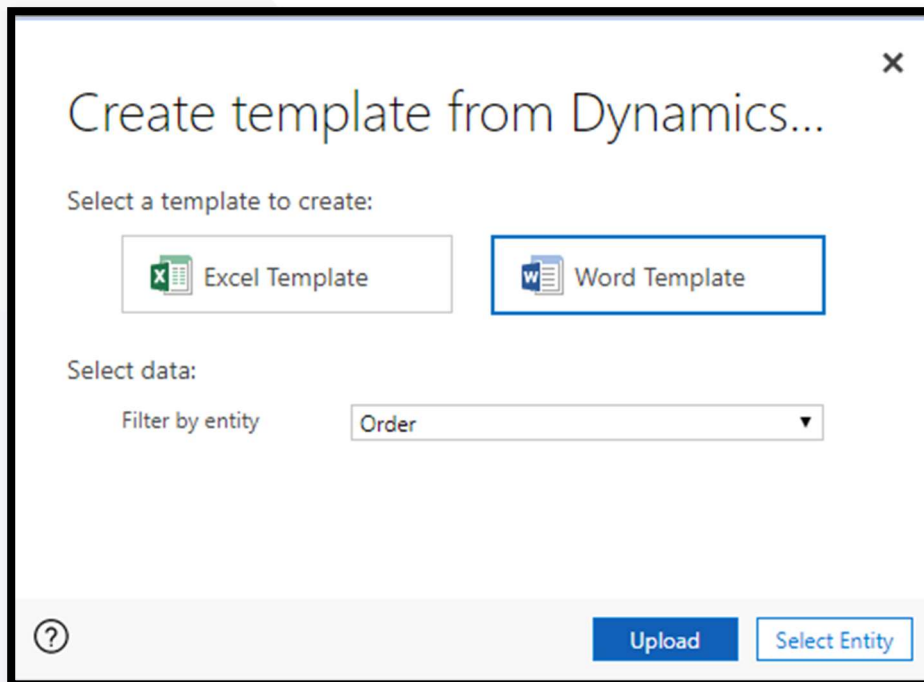 Create template from Dynamics...
Select a template to create:
Excel Template
Word Template
Select data:
Filter by entity
Order
Upload
Select Entity